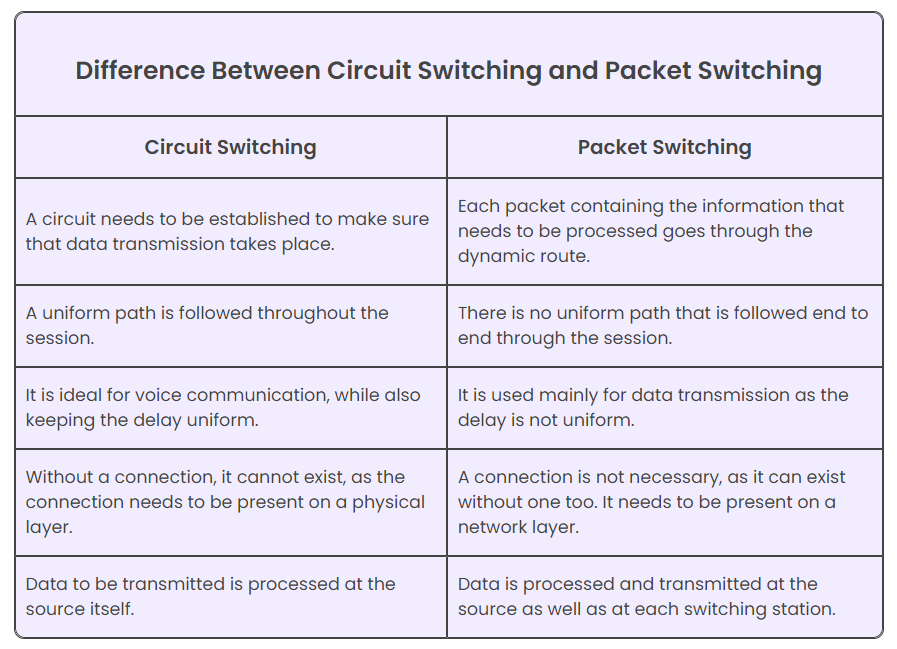 Difference Between Circuit Switching and Packet Switching
Circuit Switching
Packet Switching
A circuit needs to be established to make sure
that data transmission takes place.
Each packet containing the information that
needs to be processed goes through the
dynamic route.
A uniform path is followed throughout the
session.
There is no uniform path that is followed end to
end through the session.
It is ideal for voice communication, while also
keeping the delay uniform.
It is used mainly for data transmission as the
delay is not uniform.
Without a connection, it cannot exist, as the
connection needs to be present on a physical
layer.
A connection is not necessary, as it can exist
without one too. It needs to be present on a
network layer.
Data to be transmitted is processed at the
source itself.
Data is processed and transmitted at the
source as well as at each switching station.